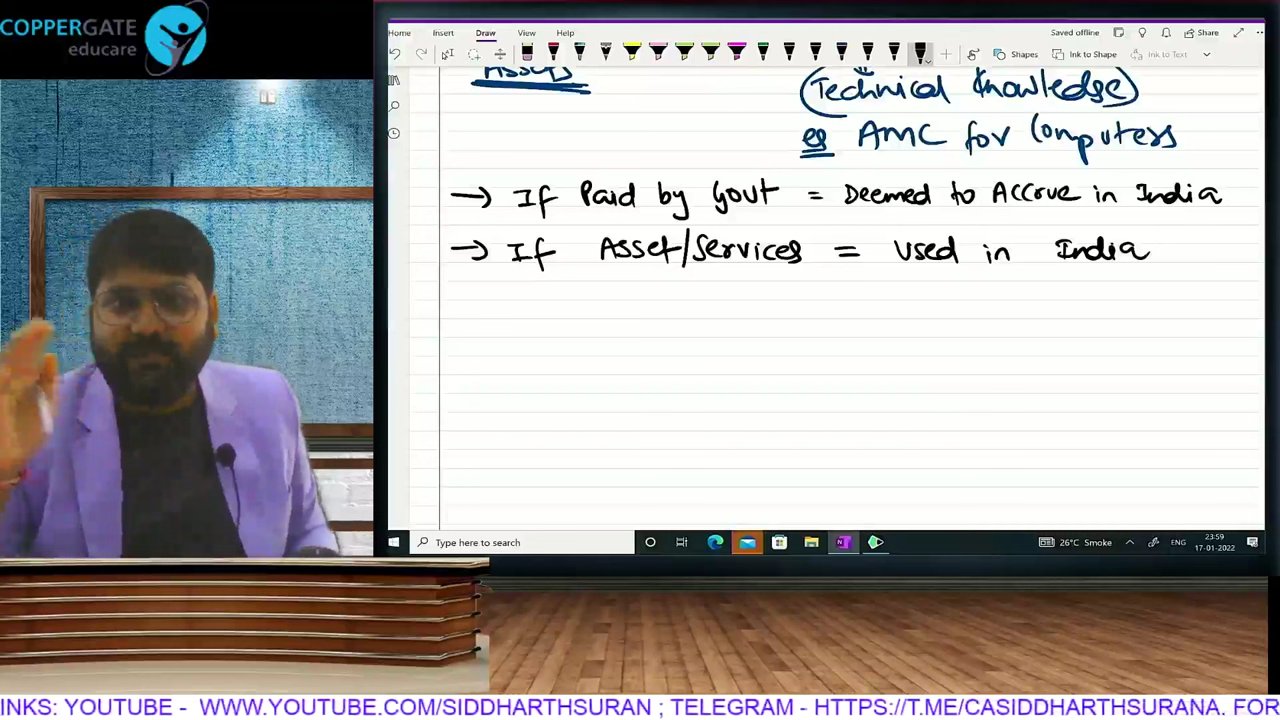 COPPERGATE
educare
Home Insert Draw View Help
Saved offline
Share
Shapes
Ink to Shape
Ink to Text
Assets
(Technical Knowledge)
eg AMC for Computers
→ If Paid by Govt = Deemed to Accrue in India
→ If Asset/Services = Used in India
Type here to search
26°C Smoke
ENG
23:59
17-01-2022
INKS: YOUTUBE - WWW.YOUTUBE.COM/SIDDHARTHSURAN ; TELEGRAM - HTTPS://T.ME/CASIDDHARTHSURANA. FOR